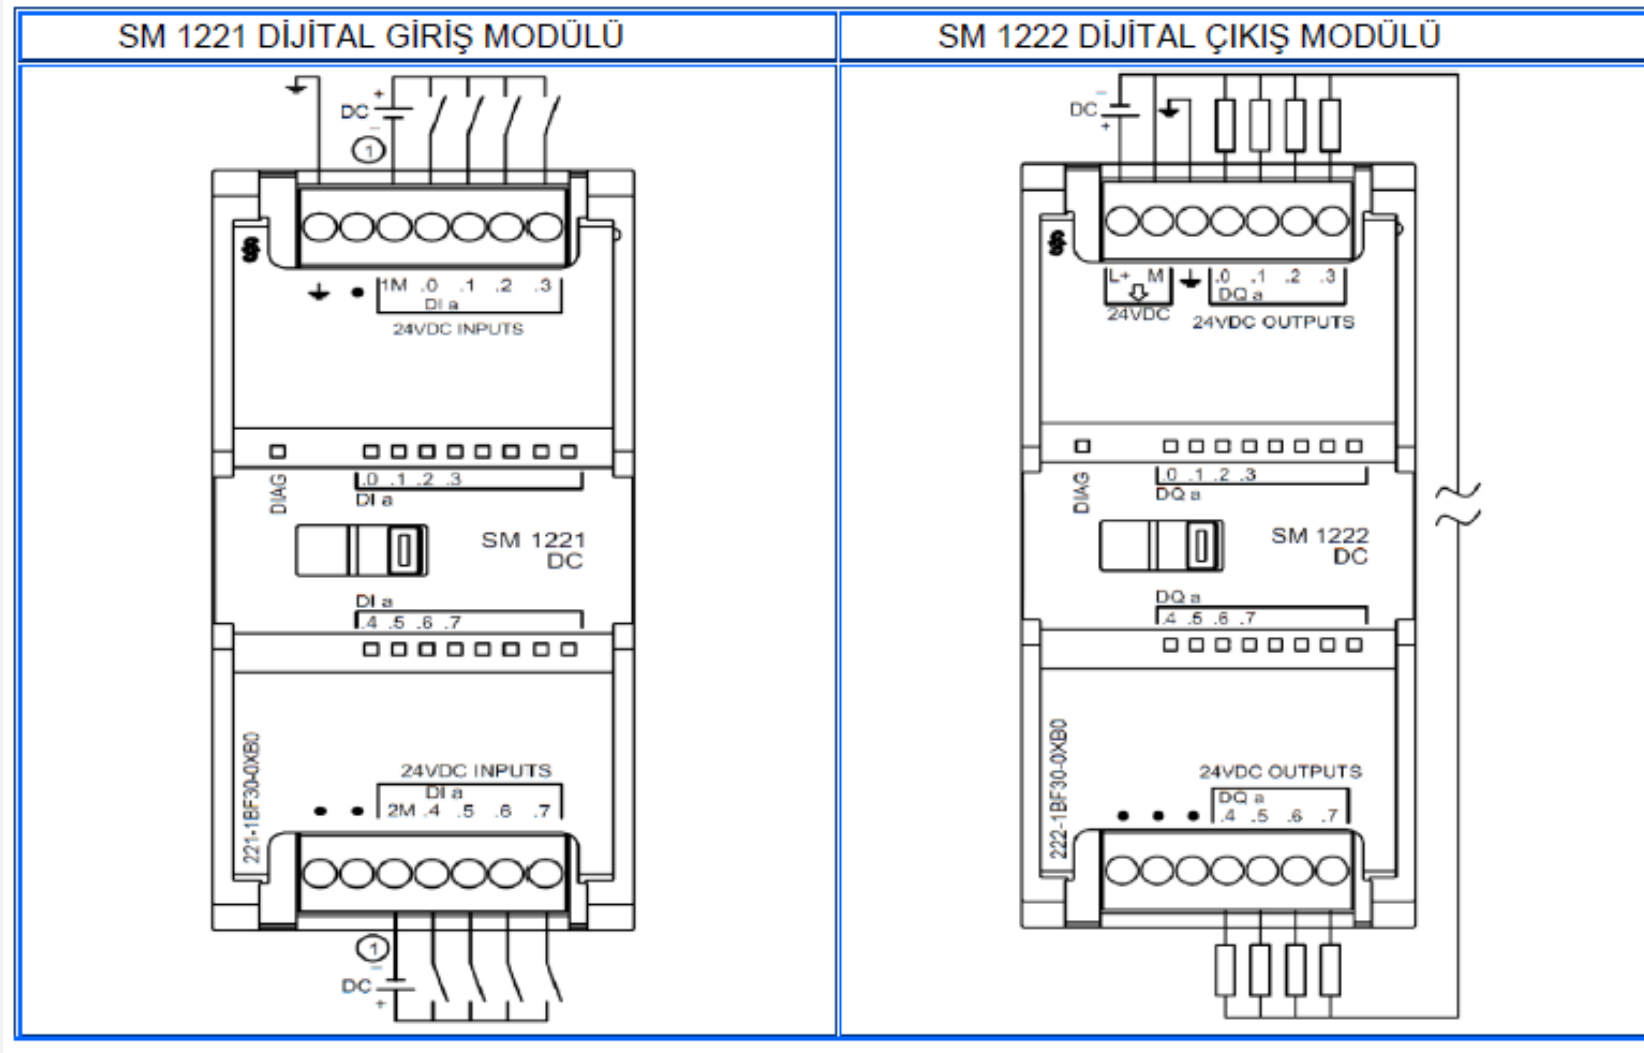 SM 1221 DİJİTAL GİRİŞ MODÜLÜ
DC
+
−
1
1M .0 .1 .2 .3
DI a
24VDC INPUTS
DIAG
.0 .1 .2 .3
DI a
SM 1221
DC
DI a
.4 .5 .6 .7
221-1BF30-0XB0
24VDC INPUTS
DI a
2M .4 .5 .6 .7
1
−
DC
+
SM 1222 DİJİTAL ÇIKIŞ MODÜLÜ
−
DC
+
L+ M .0 .1 .2 .3
DQ a
24VDC 24VDC OUTPUTS
DIAG
.0 .1 .2 .3
DQ a
SM 1222
DC
DQ a
.4 .5 .6 .7
222-1BF30-0XB0
24VDC OUTPUTS
DQ a
.4 .5 .6 .7